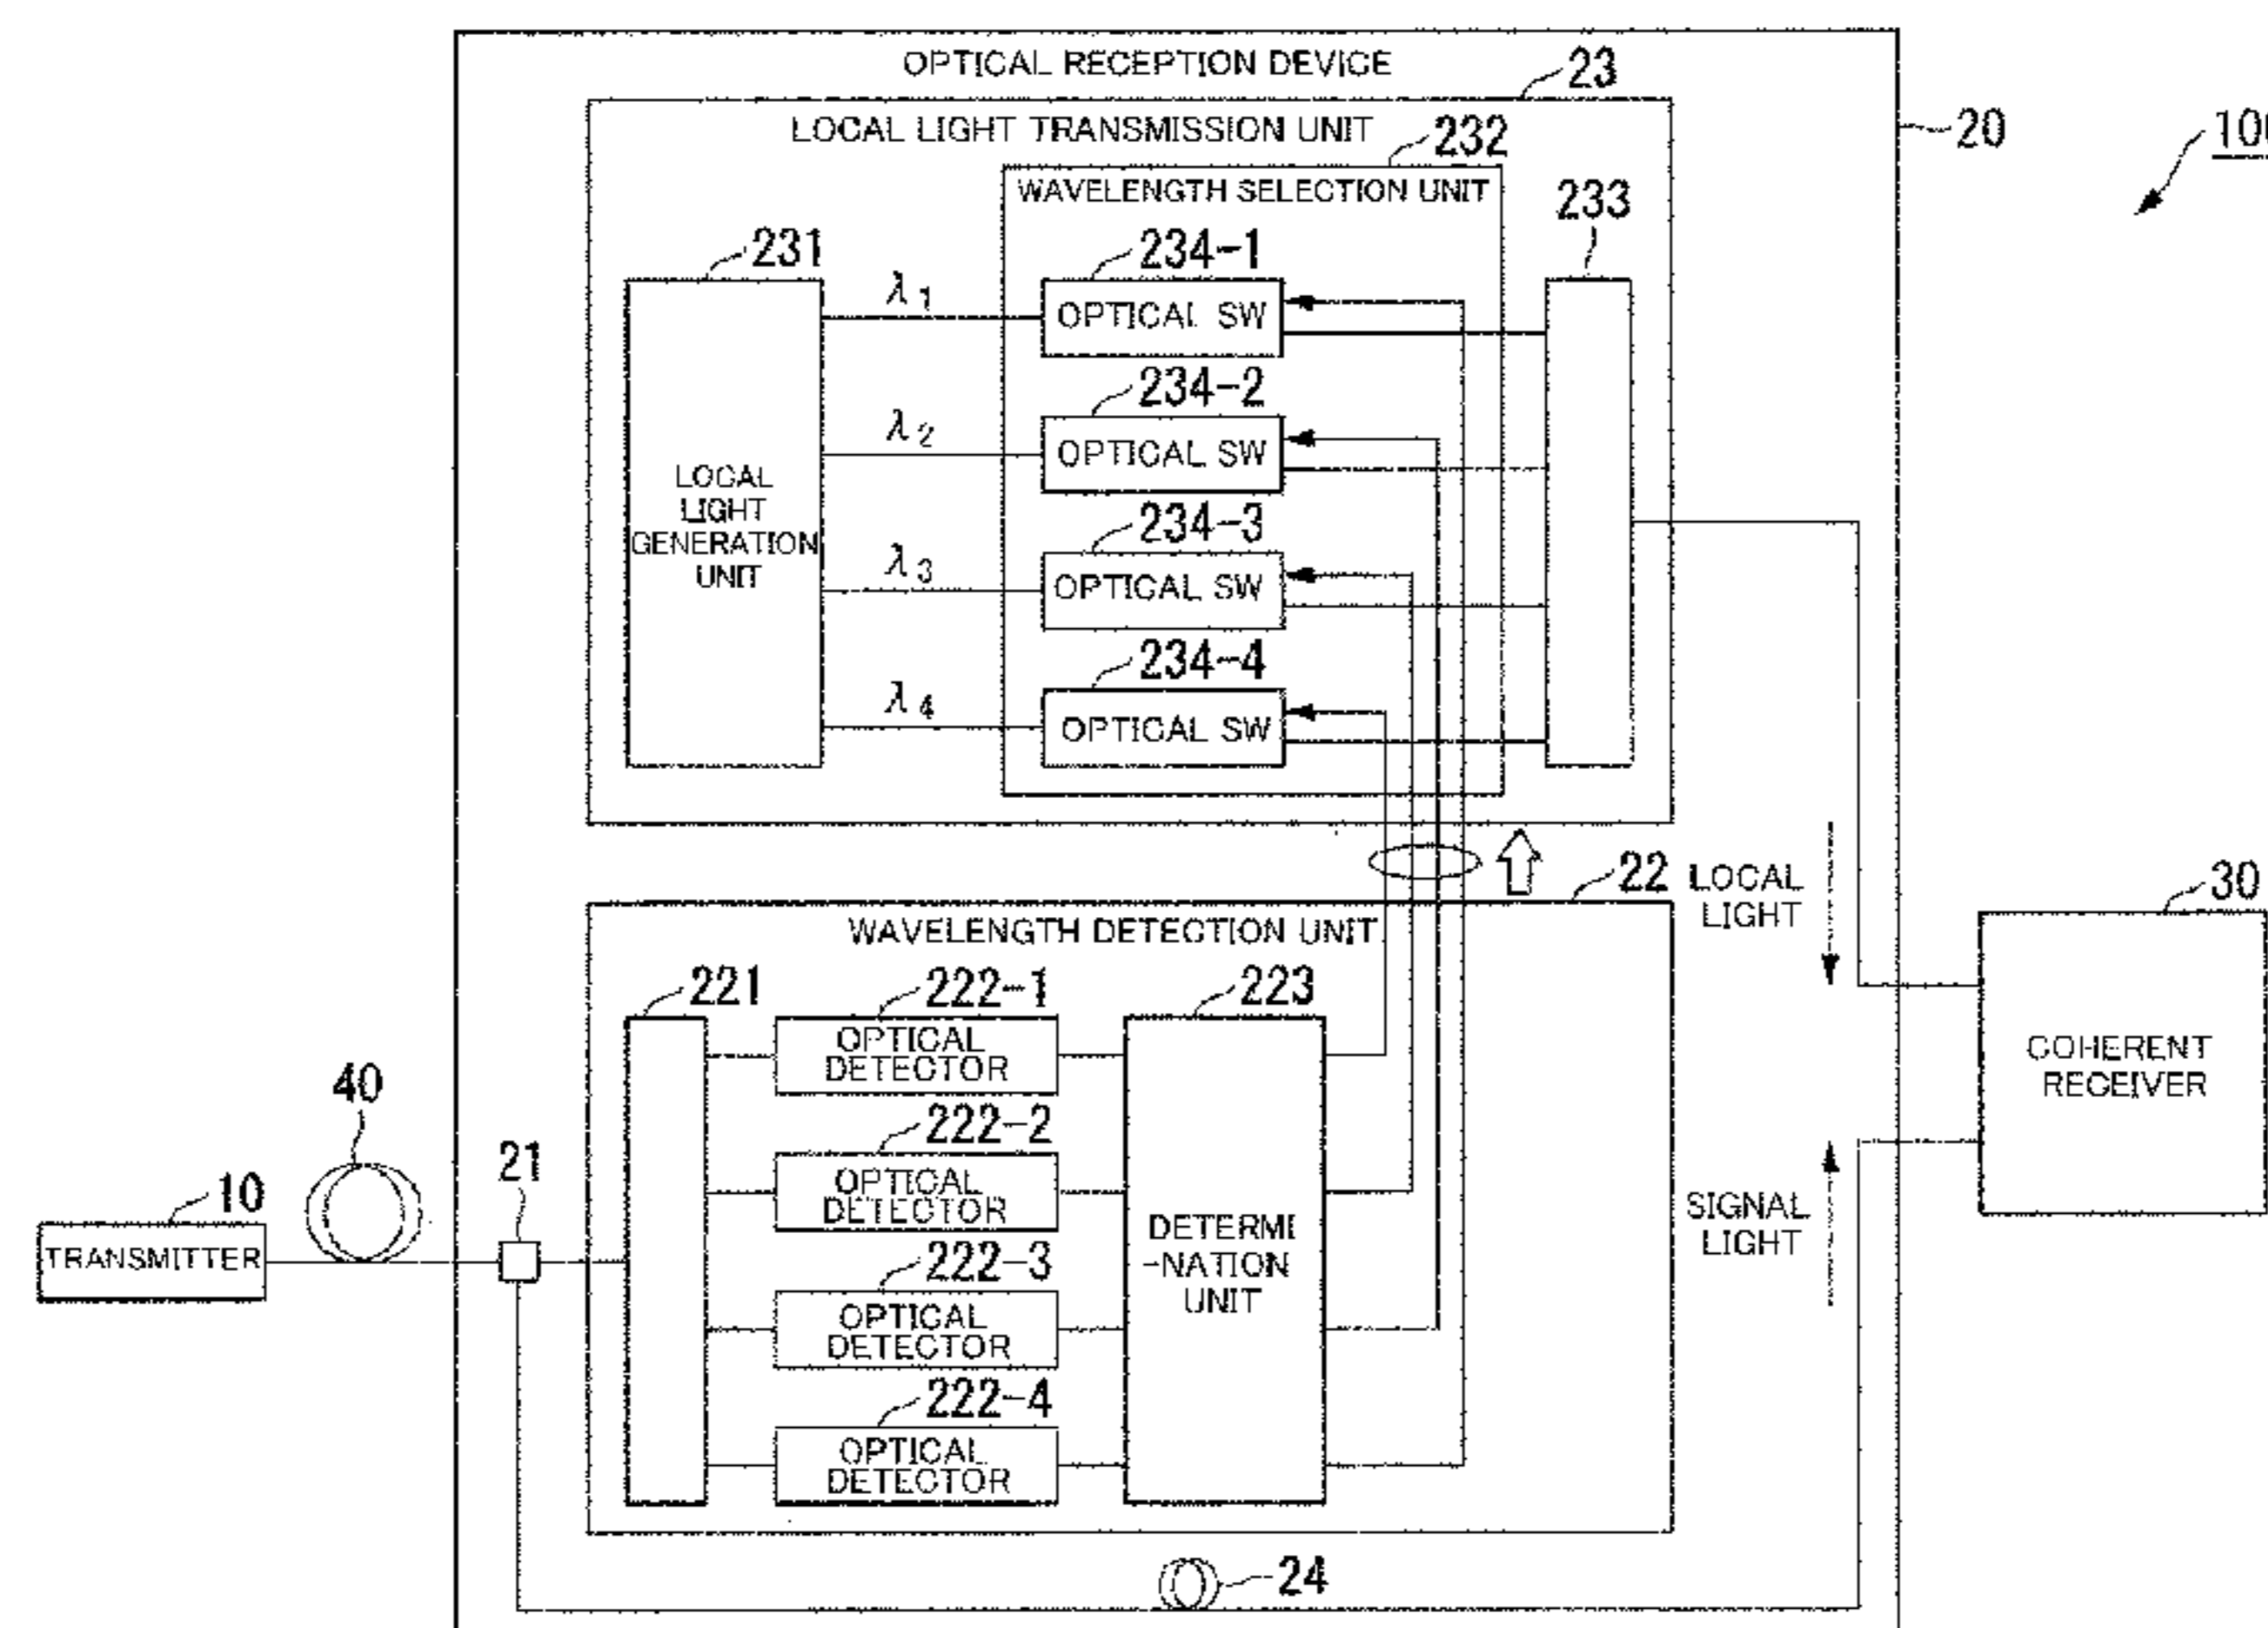 OPTICAL RECEPTION DEVICE
23
LOCAL LIGHT TRANSMISSION UNIT
20
232
WAVELENGTH SELECTION UNIT
233
231
234-1
λ1
OPTICAL SW
234-2
λ2
OPTICAL SW
LOCAL
LIGHT
GENERATION
UNIT
234-3
λ3
OPTICAL SW
234-4
λ4
OPTICAL SW
22
WAVELENGTH DETECTION UNIT
LOCAL
LIGHT
30
COHERENT
RECEIVER
221
222-1
OPTICAL
DETECTOR
223
222-2
OPTICAL
DETECTOR
DETERMI
-NATION
UNIT
222-3
OPTICAL
DETECTOR
222-4
OPTICAL
DETECTOR
40
21
10
TRANSMITTER
SIGNAL
LIGHT
24